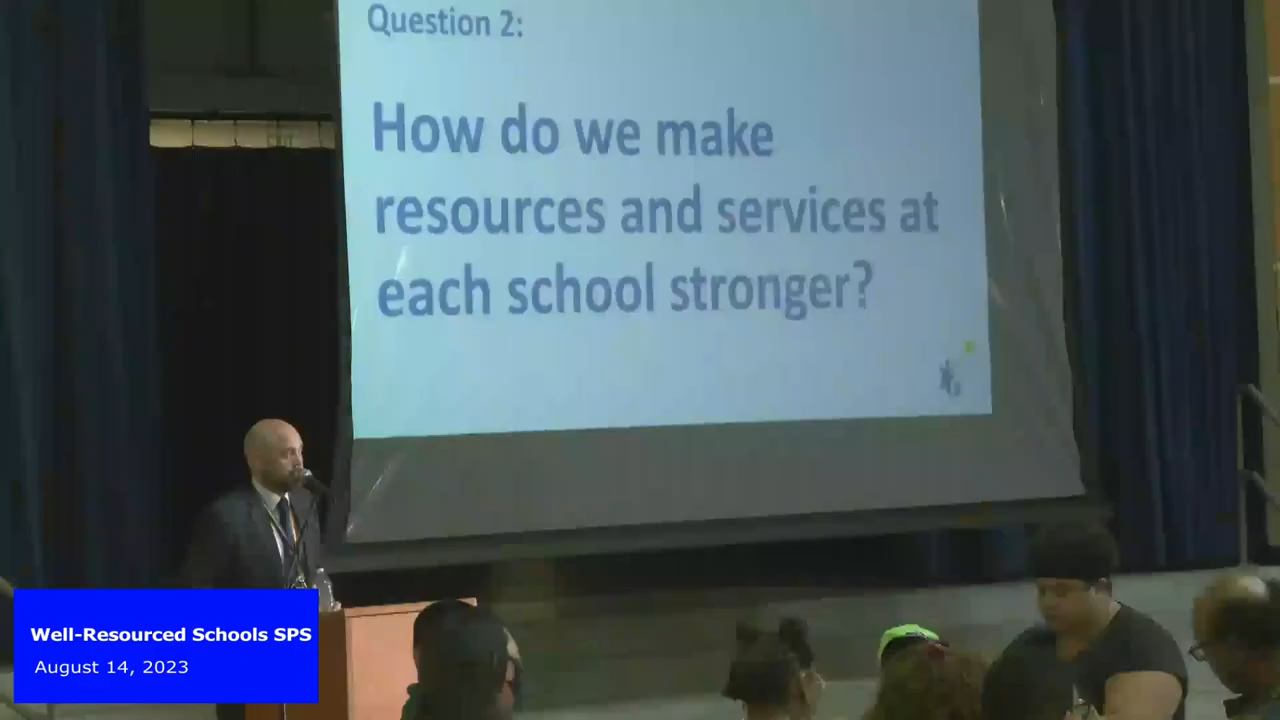 Question 2:
How do we make
resources and services at
each school stronger?
Well-Resourced Schools SPS
August 14, 2023